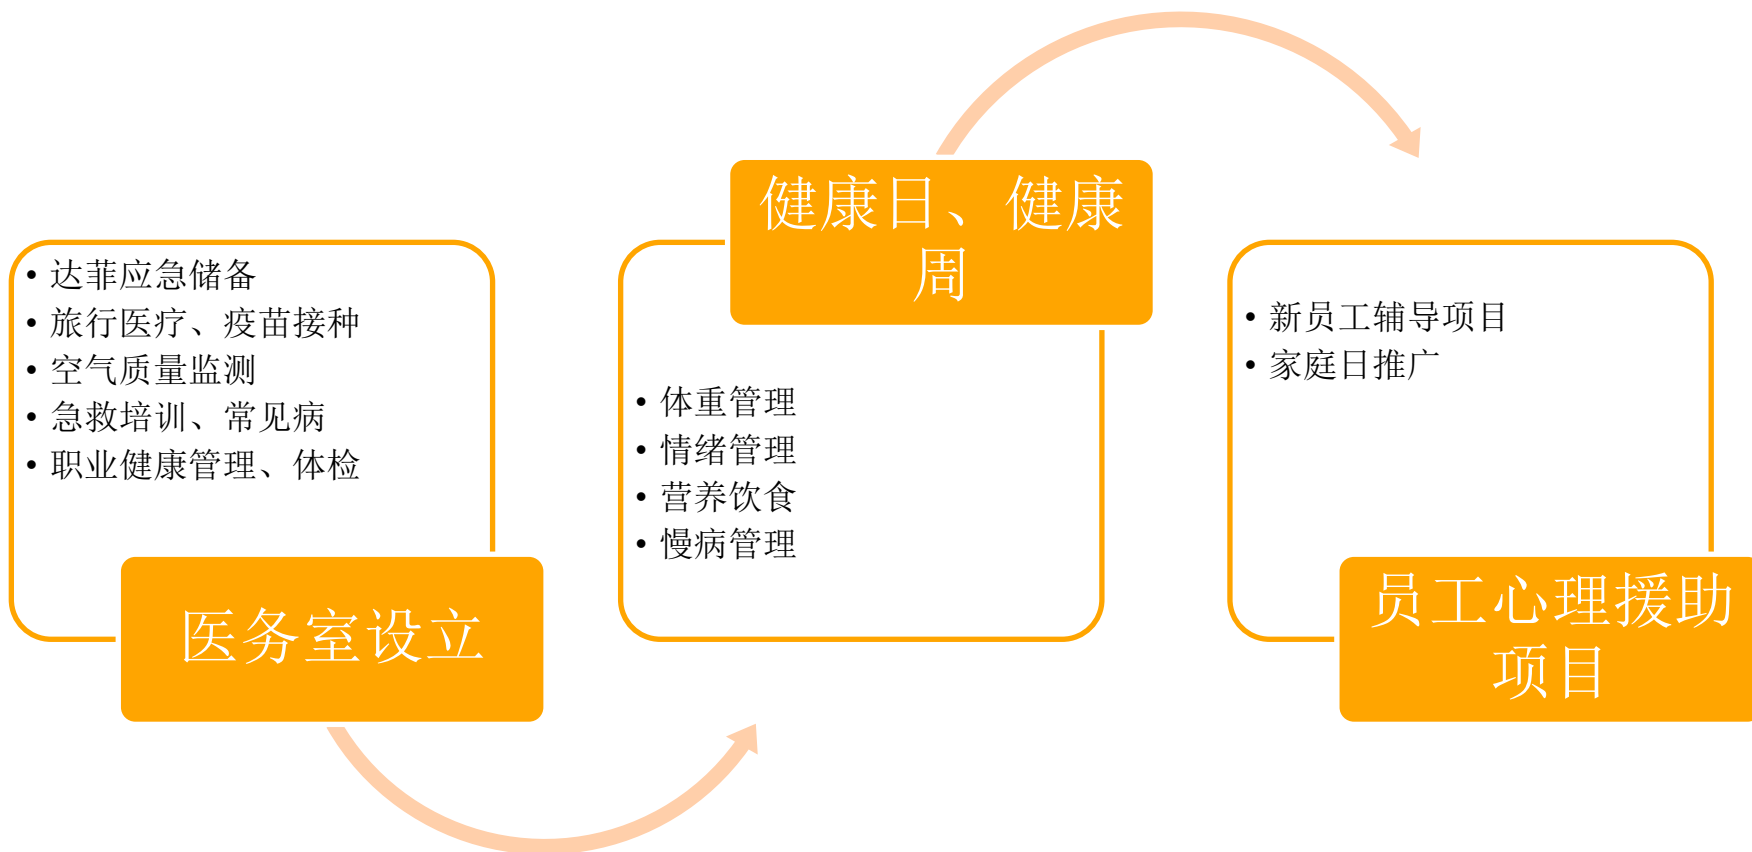 • 达菲应急储备
• 旅行医疗、疫苗接种
• 空气质量监测
• 急救培训、常见病
• 职业健康管理、体检
医务室设立
健康日、健康
周
• 体重管理
• 情绪管理
• 营养饮食
• 慢病管理
• 新员工辅导项目
• 家庭日推广
员工心理援助
项目